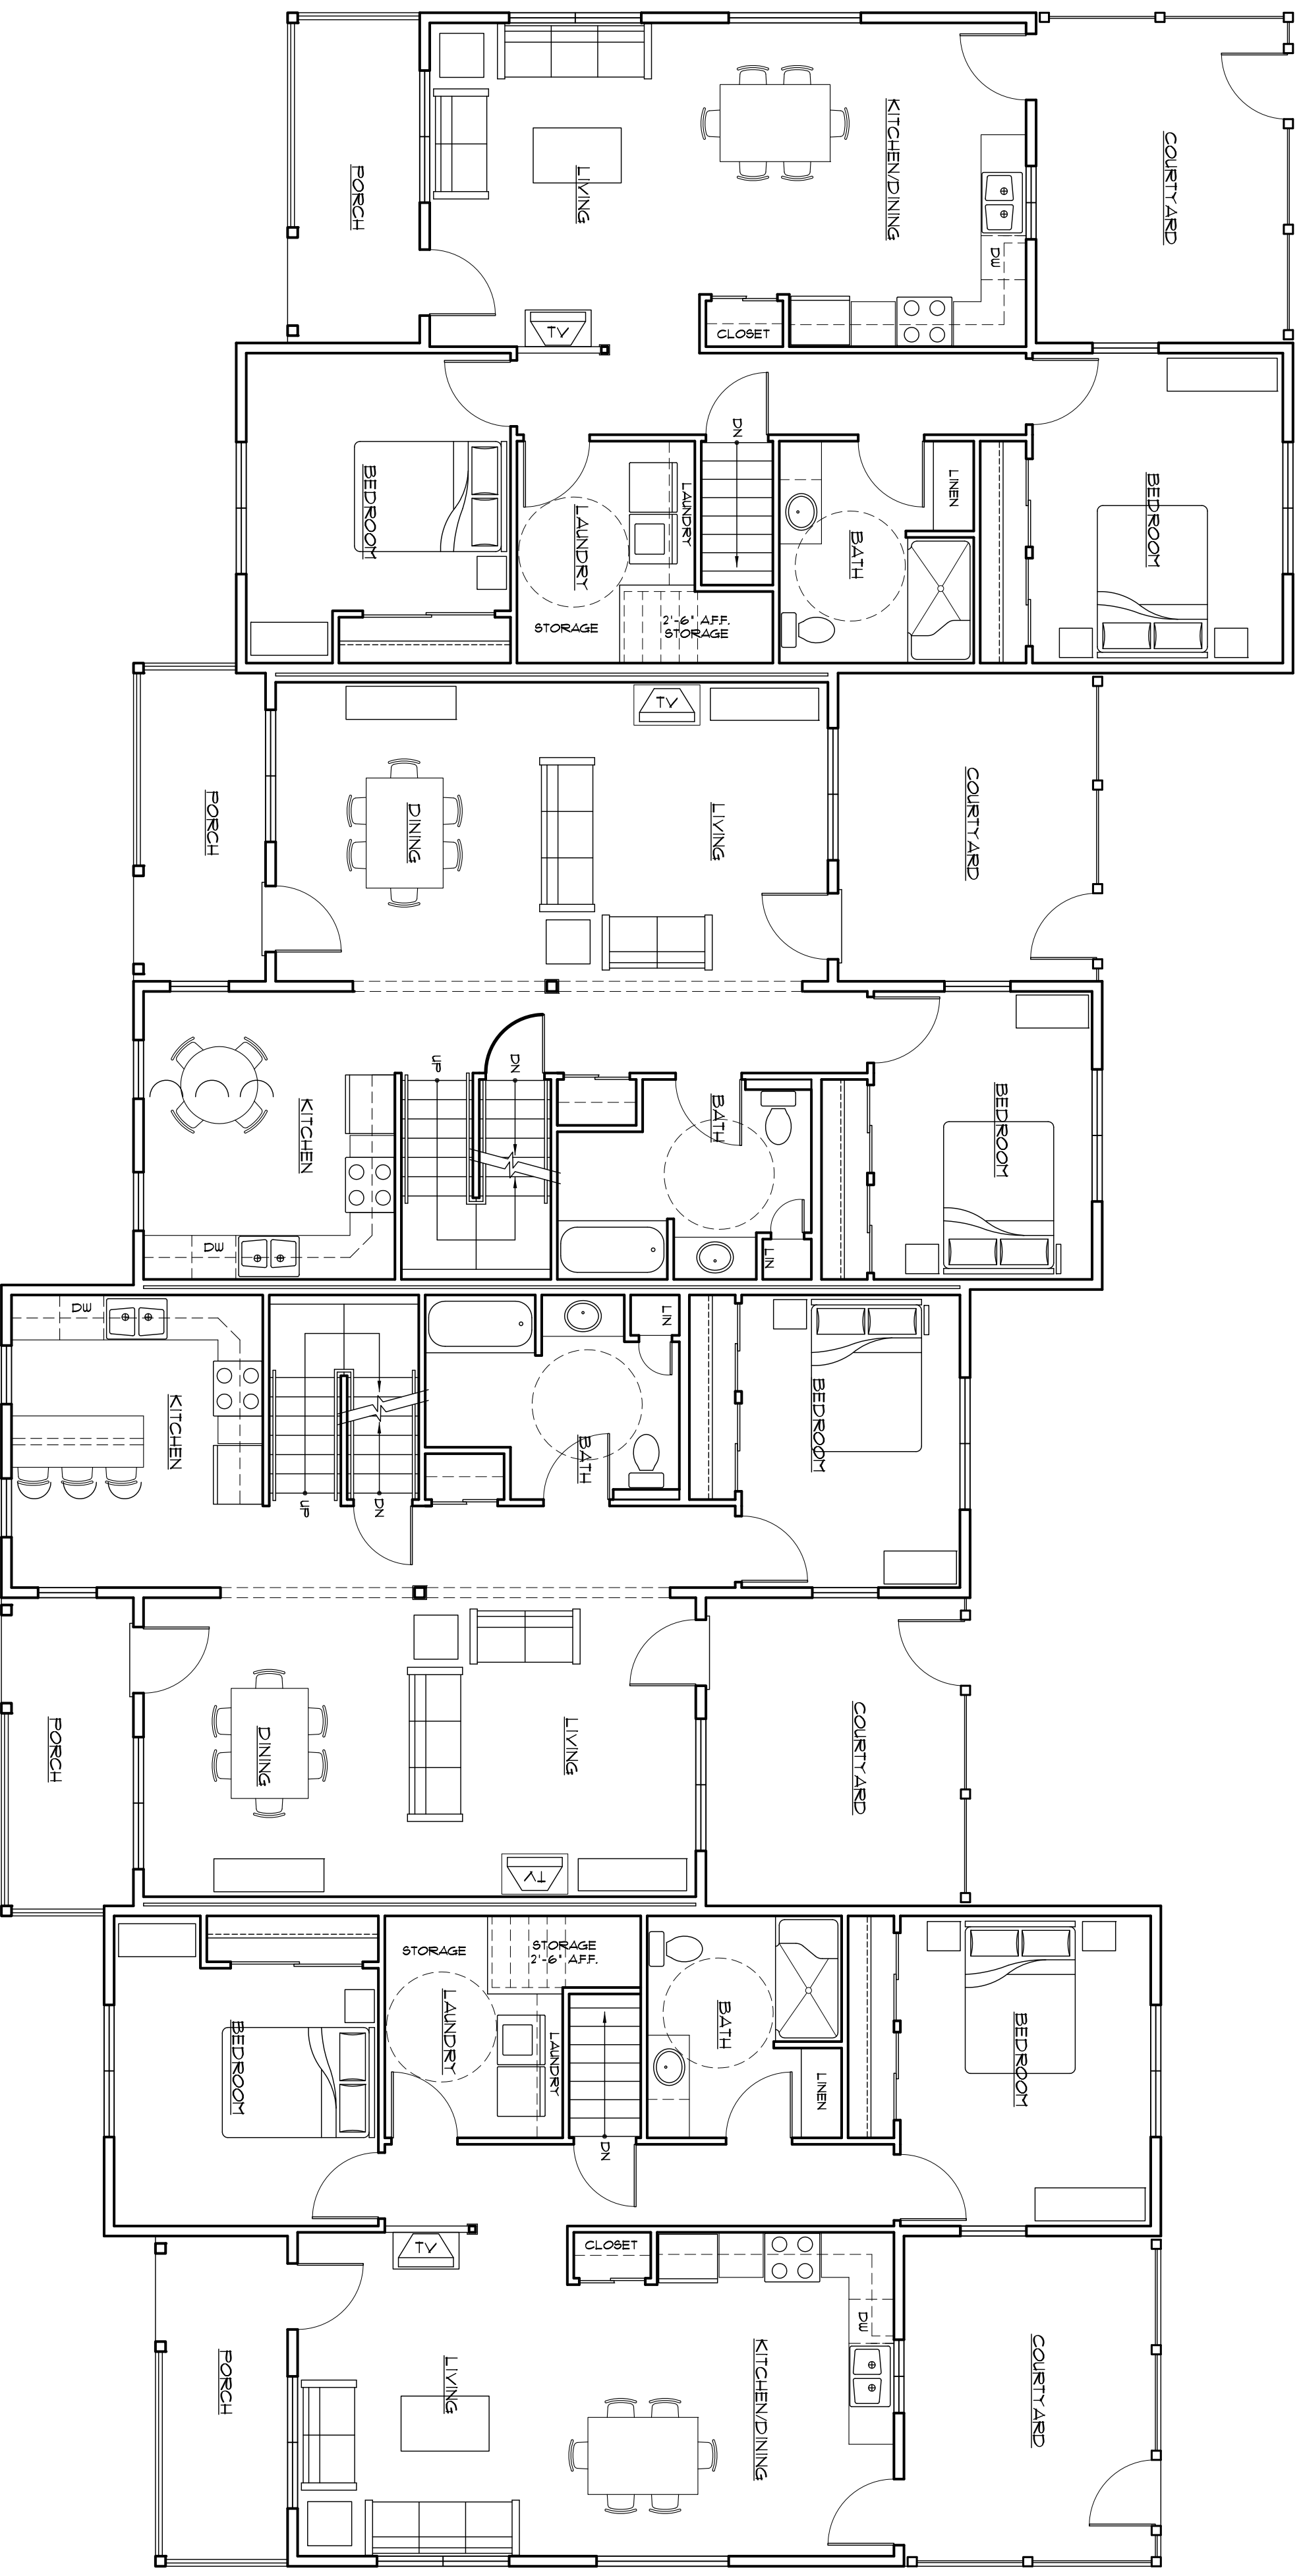 COURTYARD
KITCHEN/DINING
LIVING
PORCH
DW
TV
CLOSET
DN
BEDROOM
LINEN
BATH
LAUNDRY
LAUNDRY
BEDROOM
STORAGE
2'-6" A.F.F.
STORAGE
TV
COURTYARD
LIVING
DINING
PORCH
UP
DN
BEDROOM
BATH
KITCHEN
LIN
DW
DW
LIN
KITCHEN
BATH
BEDROOM
UP
DN
COURTYARD
LIVING
DINING
PORCH
TV
STORAGE
STORAGE
2'-6" A.F.F.
BEDROOM
BATH
LAUNDRY
LAUNDRY
BEDROOM
LINEN
DN
TV
CLOSET
DW
COURTYARD
KITCHEN/DINING
LIVING
PORCH